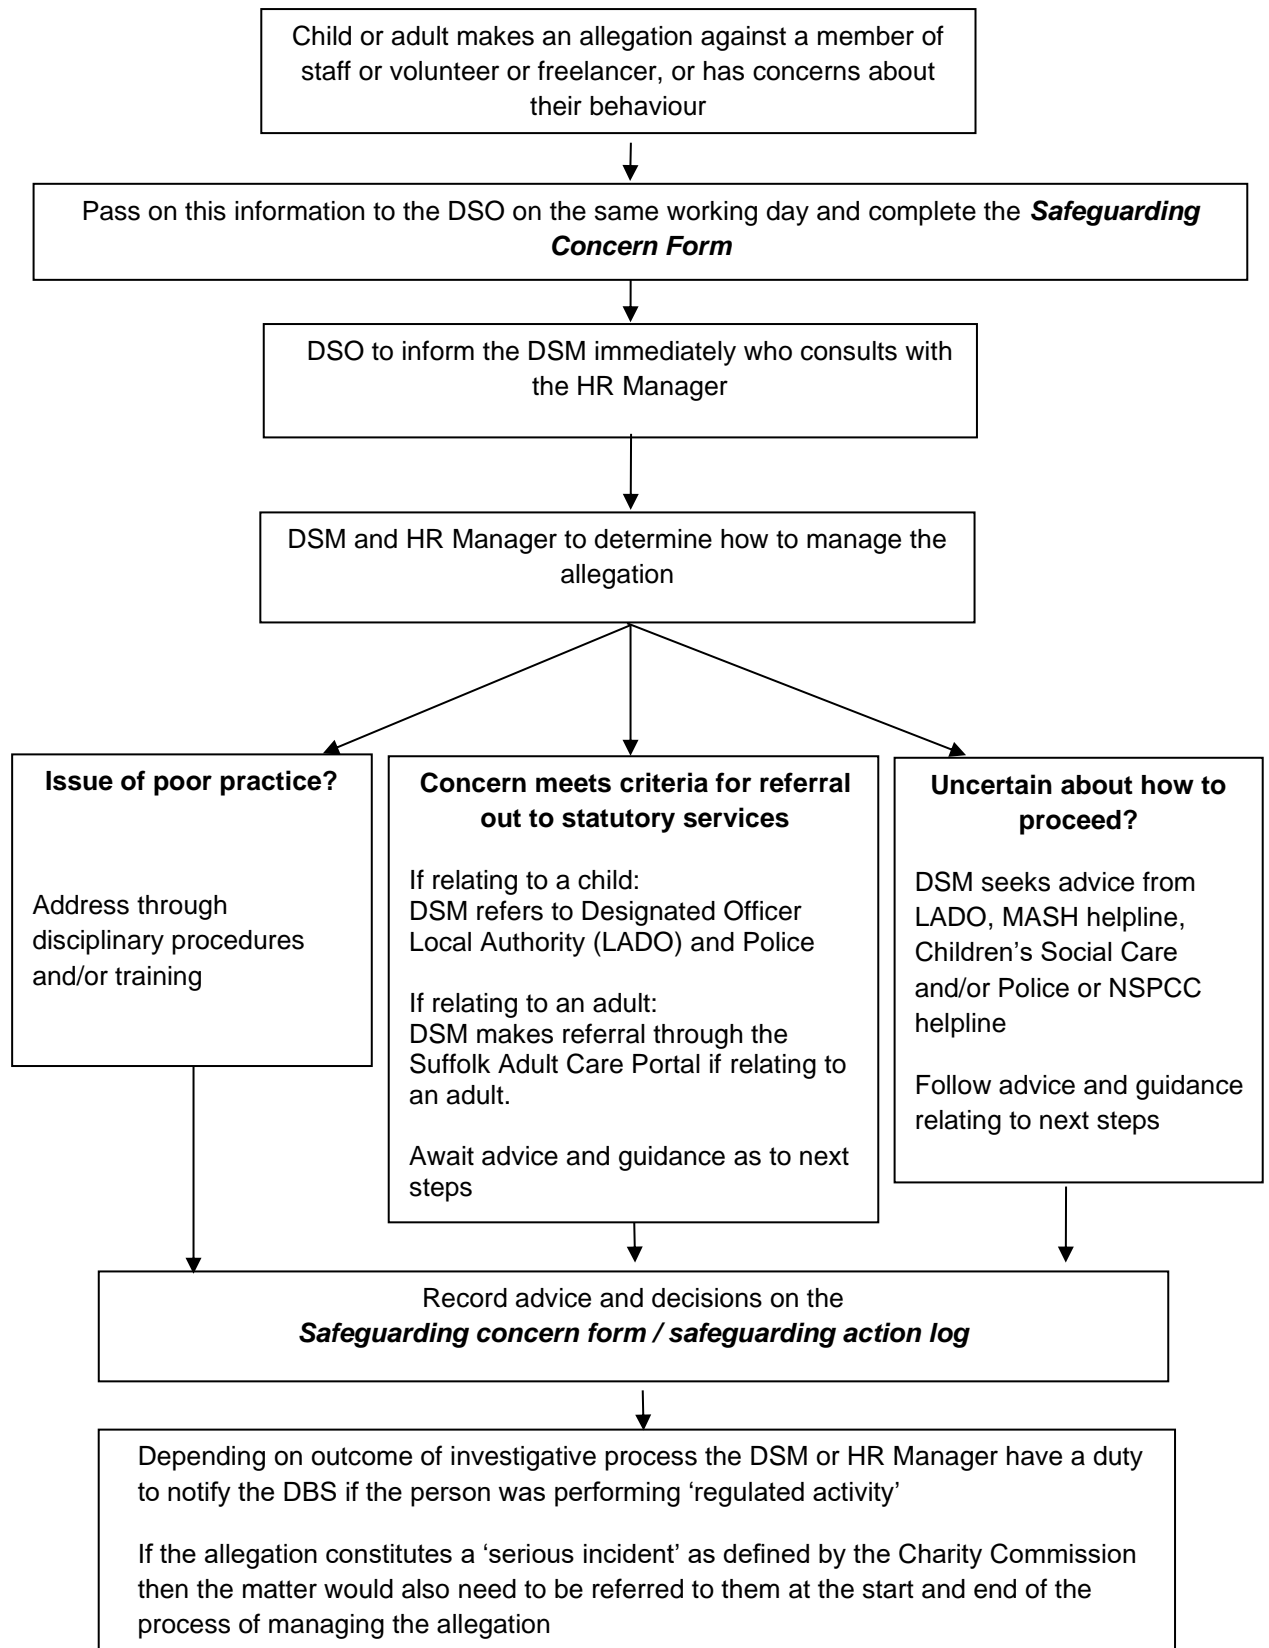 Child or adult makes an allegation against a member of
staff or volunteer or freelancer, or has concerns about
their behaviour
Pass on this information to the DSO on the same working day and complete the Safeguarding
Concern Form
DSO to inform the DSM immediately who consults with
the HR Manager
DSM and HR Manager to determine how to manage the
allegation
Issue of poor practice?
Address through
disciplinary procedures
and/or training
Concern meets criteria for referral
out to statutory services
If relating to a child:
DSM refers to Designated Officer
Local Authority (LADO) and Police
If relating to an adult:
DSM makes referral through the
Suffolk Adult Care Portal if relating to
an adult.
Await advice and guidance as to next
steps
Uncertain about how to
proceed?
DSM seeks advice from
LADO, MASH helpline,
Children’s Social Care
and/or Police or NSPCC
helpline
Follow advice and guidance
relating to next steps
Record advice and decisions on the
Safeguarding concern form / safeguarding action log
Depending on outcome of investigative process the DSM or HR Manager have a duty
to notify the DBS if the person was performing ‘regulated activity’
If the allegation constitutes a ‘serious incident’ as defined by the Charity Commission
then the matter would also need to be referred to them at the start and end of the
process of managing the allegation